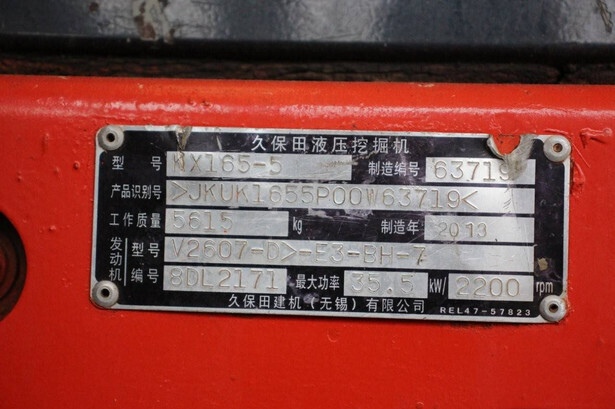 久保田液压挖掘机
型 号 KX165-5 制造编号 63719
产品识别号 >JKUK1655P00W63719<
工作质量 5615 kg 制造年 2013
发动机 型号 V2607-DI-E3-BH-7
编号 8DL2171 最大功率 35.5 kW/ 2200 rpm
久保田建机(无锡)有限公司
REL47-57823